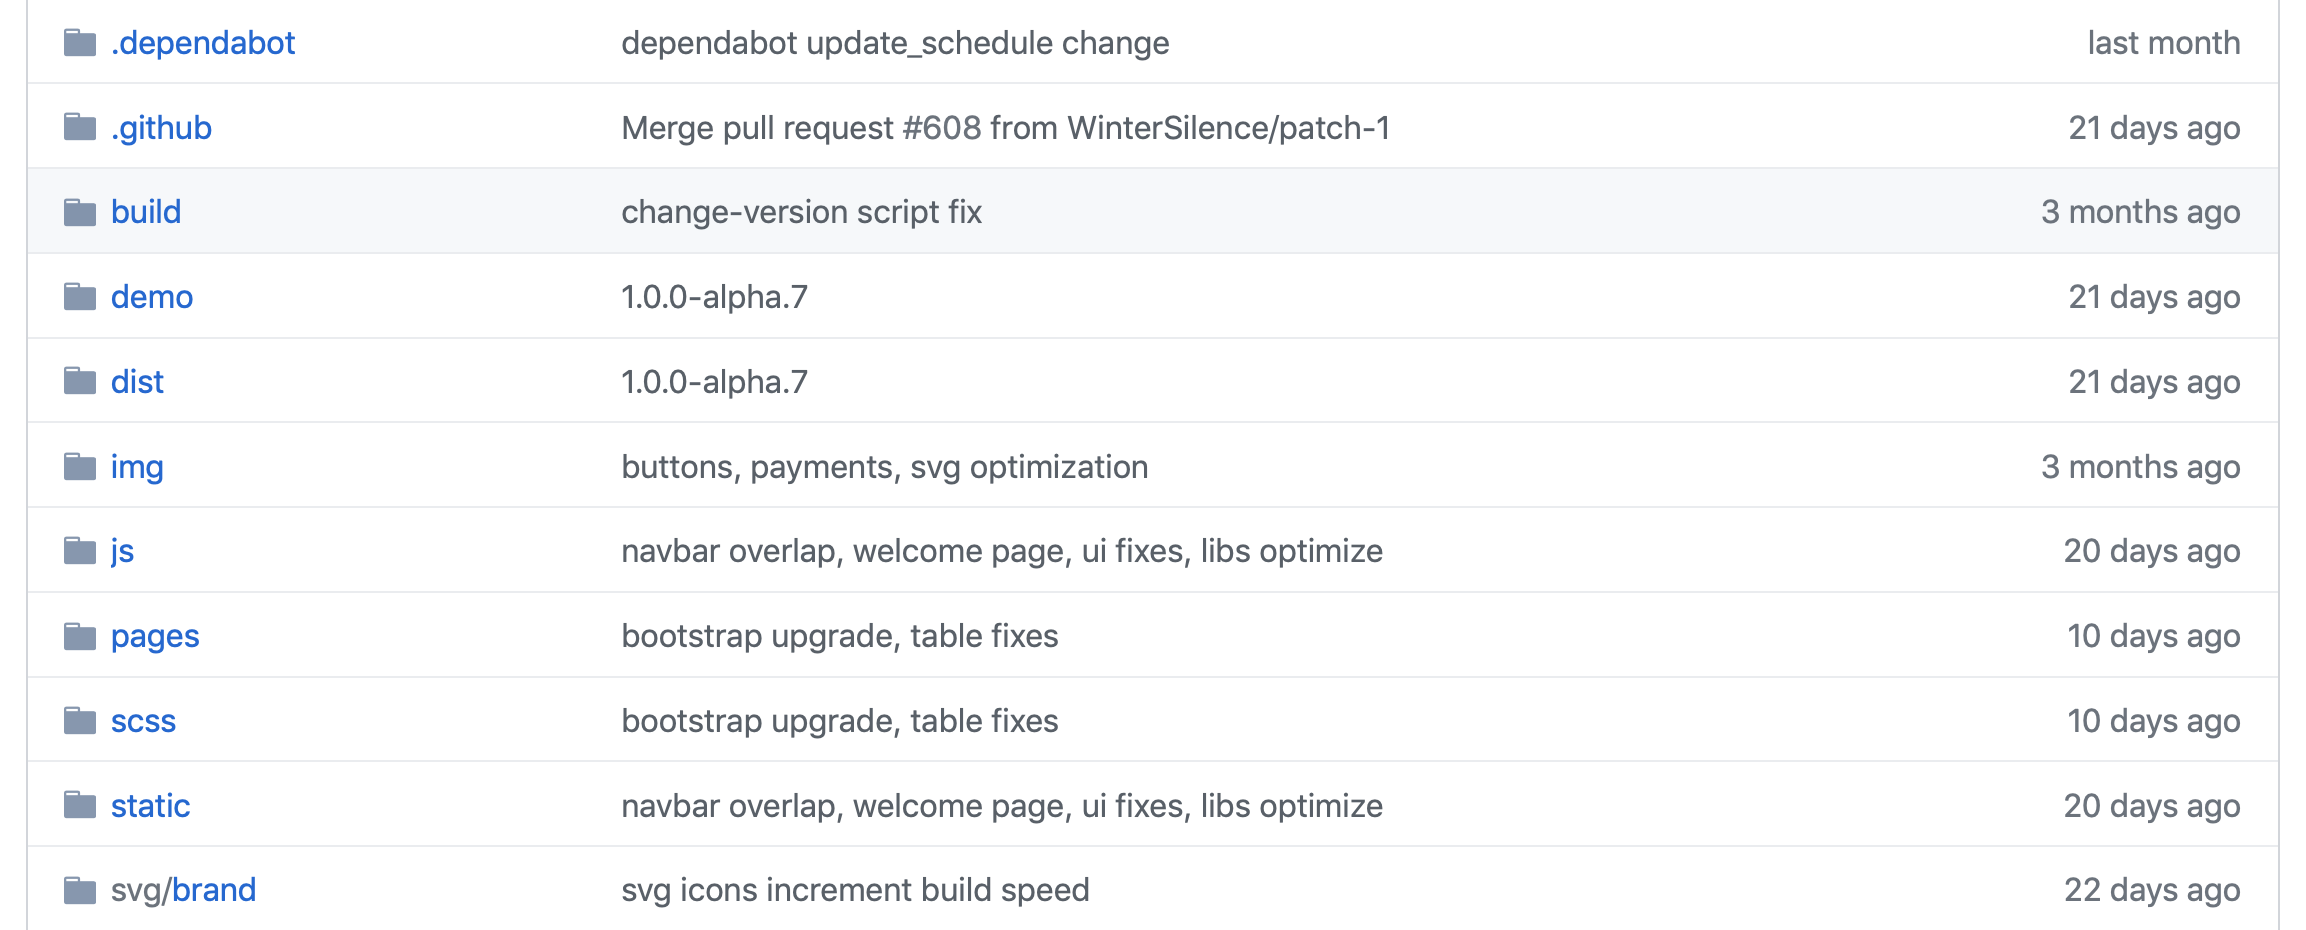 .dependabot dependabot update_schedule change last month
.github Merge pull request #608 from WinterSilence/patch-1 21 days ago
build change-version script fix 3 months ago
demo 1.0.0-alpha.7 21 days ago
dist 1.0.0-alpha.7 21 days ago
img buttons, payments, svg optimization 3 months ago
js navbar overlap, welcome page, ui fixes, libs optimize 20 days ago
pages bootstrap upgrade, table fixes 10 days ago
scss bootstrap upgrade, table fixes 10 days ago
static navbar overlap, welcome page, ui fixes, libs optimize 20 days ago
svg/brand svg icons increment build speed 22 days ago